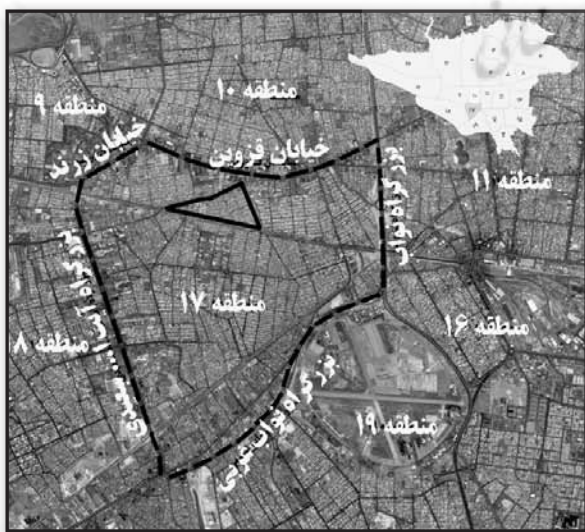 منطقه ۱۰
منطقه ۹
خیابان زرند
خیابان قزوین
منطقه ۱۱
بزرگراه نواب
بزرگراه آیت ا... سعیدی
منطقه ۱۷
منطقه ۱۶
منطقه ۸
منطقه ۱۹
بزرگراه نواب غربی